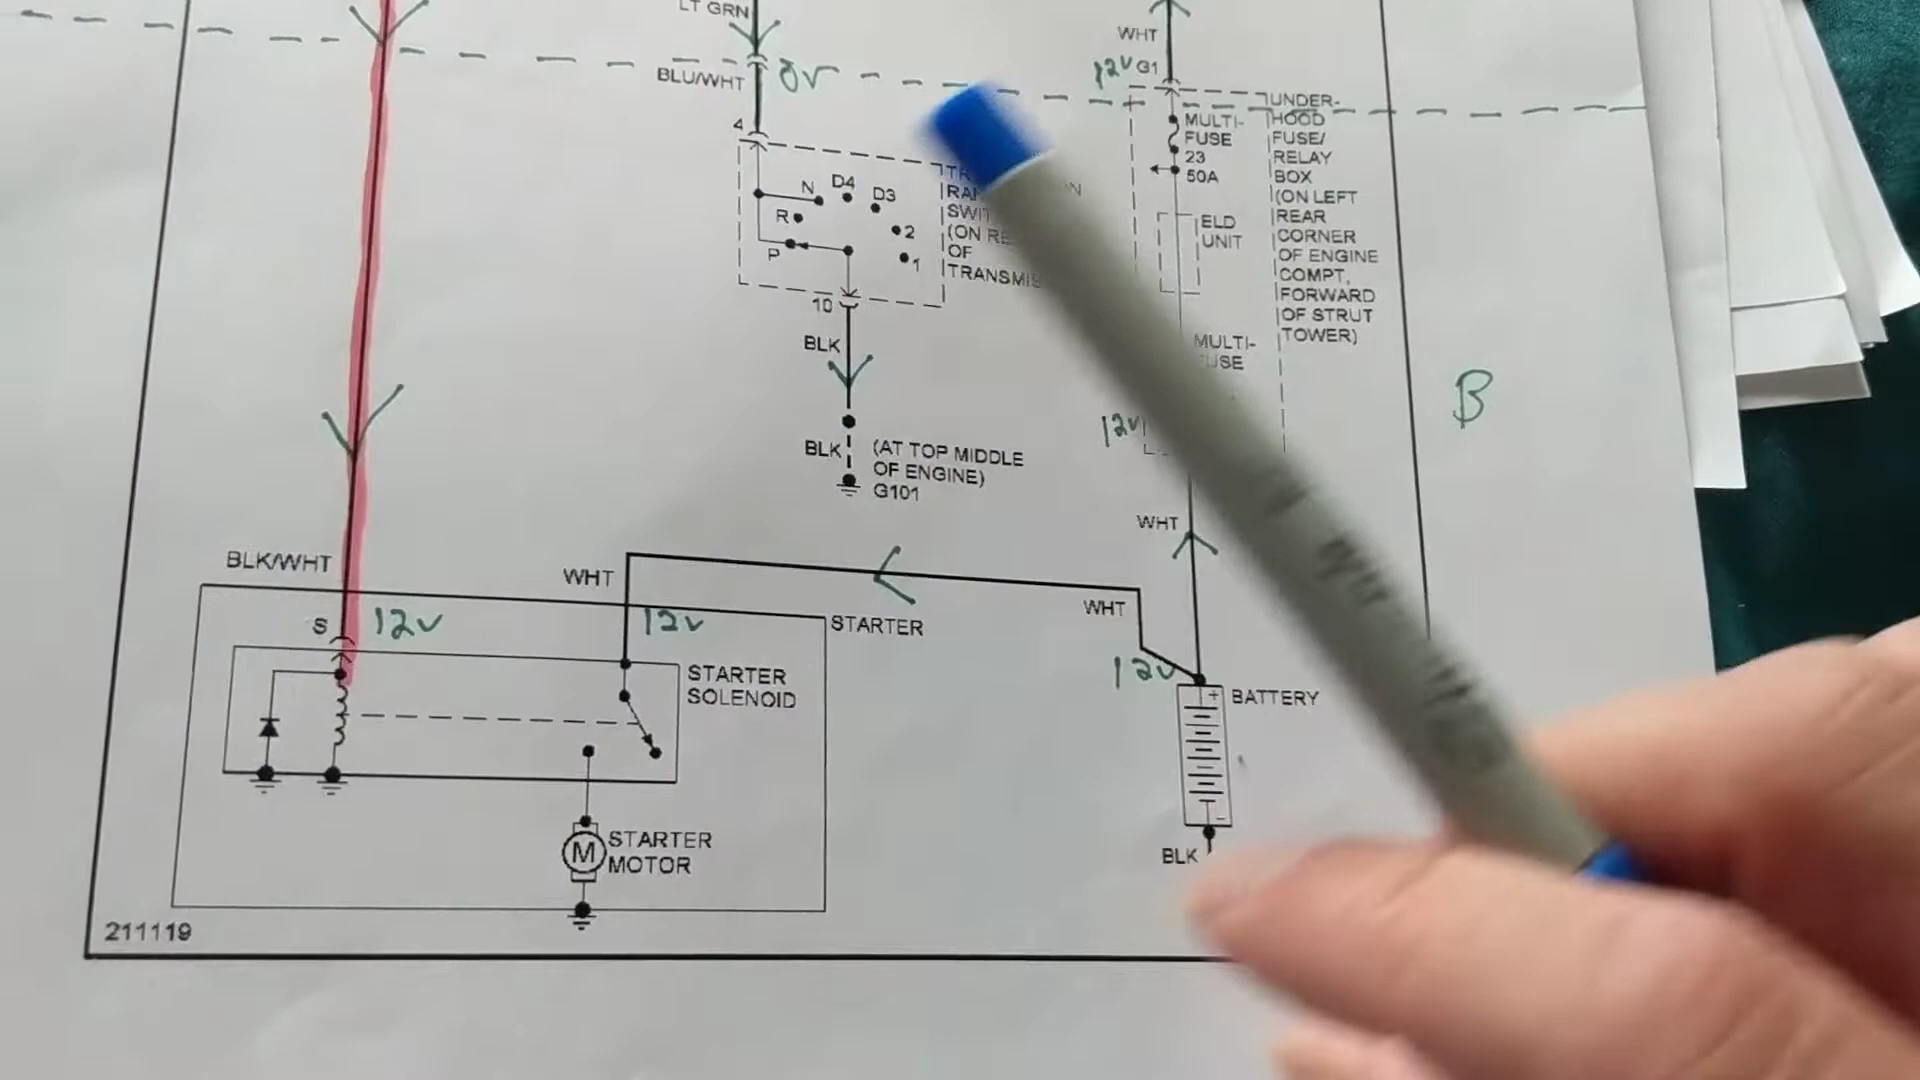 LT GRN
BLU/WHT
0V
4
N
D4
D3
R
2
P
1
(ON
OF
10
BLK
BLK
(AT TOP MIDDLE
OF ENGINE)
G101
WHT
12V G1
MULTI-
FUSE
23
50A
ELD
UNIT
MULTI-
12V
UNDER-
HOOD
FUSE/
RELAY
BOX
(ON LEFT
REAR
CORNER
OF ENGINE
COMPT,
FORWARD
OF STRUT
TOWER)
B
WHT
BLK/WHT
WHT
WHT
S
12V
12V
STARTER
12V
STARTER
SOLENOID
+
BATTERY
-
M
STARTER
MOTOR
BLK
211119